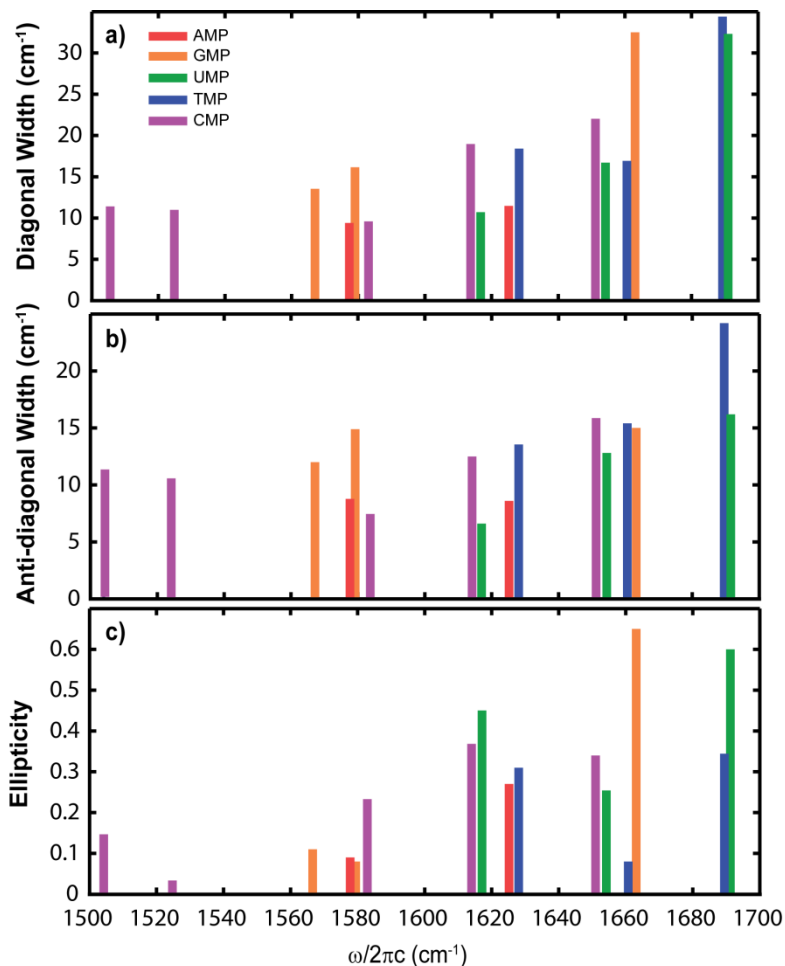 a)
AMP
GMP
UMP
TMP
CMP
Diagonal Width (cm⁻¹)
30
25
20
15
10
5
0
b)
Anti-diagonal Width (cm⁻¹)
20
15
10
5
0
c)
Ellipticity
0.6
0.5
0.4
0.3
0.2
0.1
0
1500 1520 1540 1560 1580 1600 1620 1640 1660 1680 1700
ω/2πc (cm⁻¹)